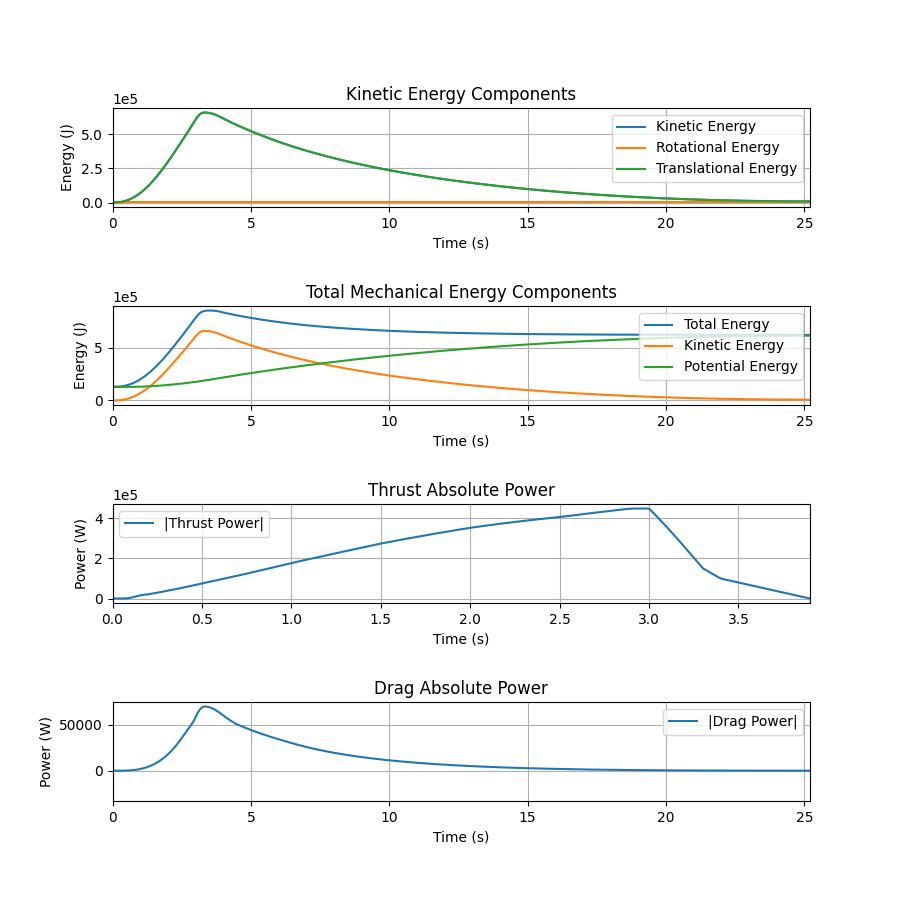 Kinetic Energy Components
1e5
Energy (J)
5.0
2.5
0.0
Kinetic Energy
Rotational Energy
Translational Energy
0 5 10 15 20 25
Time (s)
Total Mechanical Energy Components
1e5
Energy (J)
5
0
Total Energy
Kinetic Energy
Potential Energy
0 5 10 15 20 25
Time (s)
Thrust Absolute Power
1e5
Power (W)
4
2
0
|Thrust Power|
0.0 0.5 1.0 1.5 2.0 2.5 3.0 3.5
Time (s)
Drag Absolute Power
Power (W)
50000
0
|Drag Power|
0 5 10 15 20 25
Time (s)